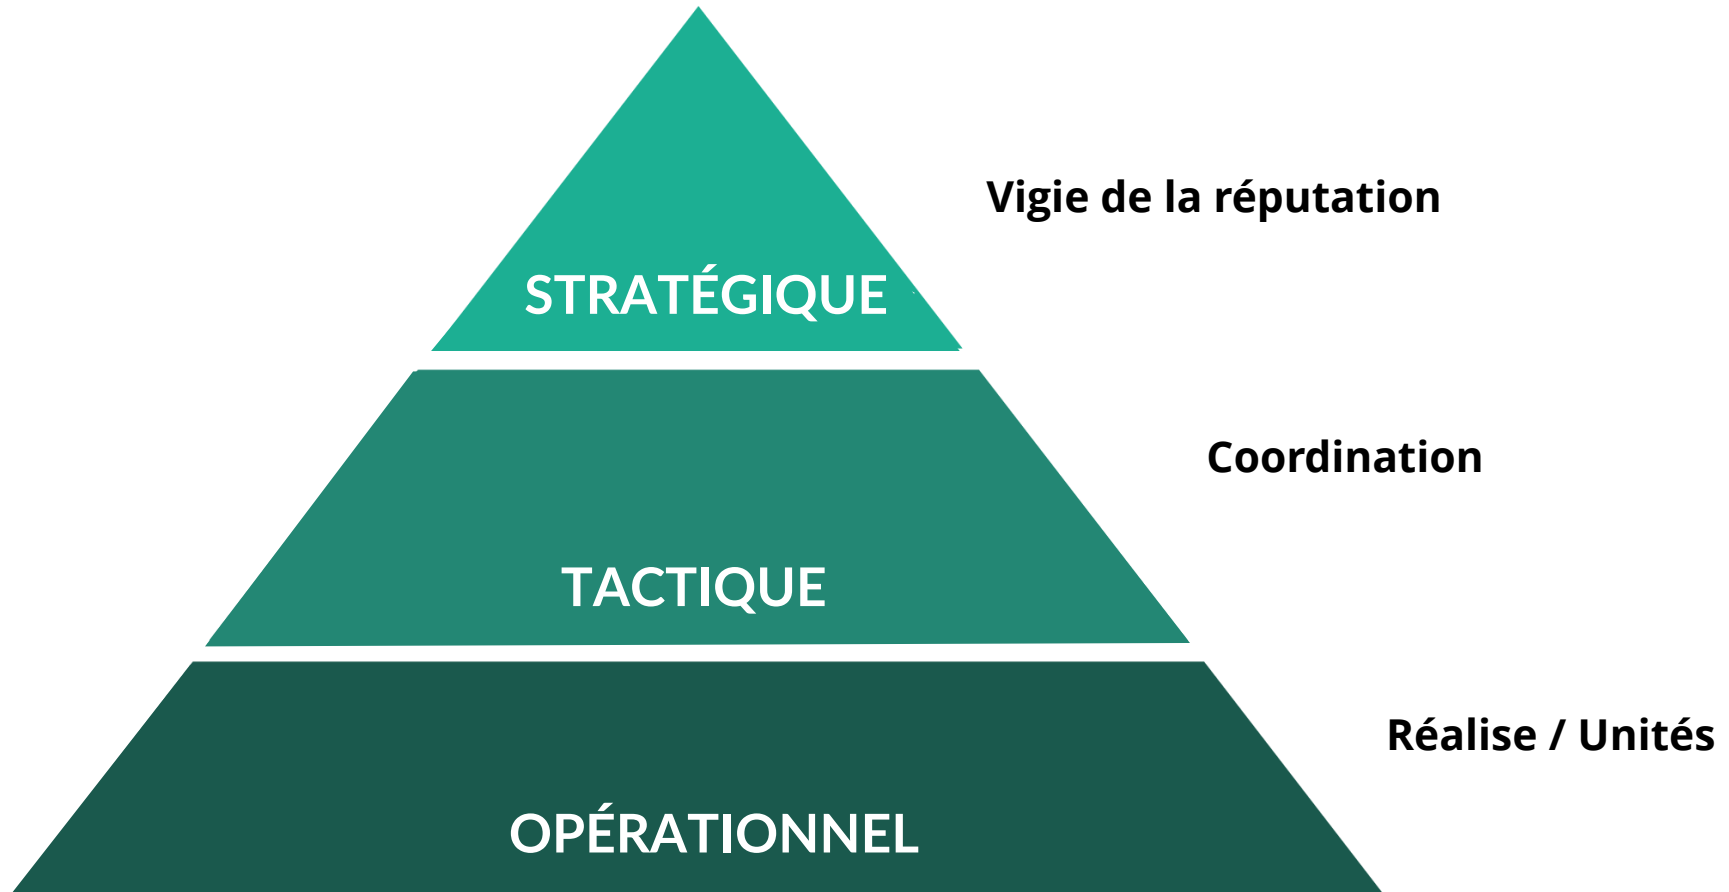 Vigie de la réputation
STRATÉGIQUE
Coordination
TACTIQUE
Réalise / Unités
OPÉRATIONNEL